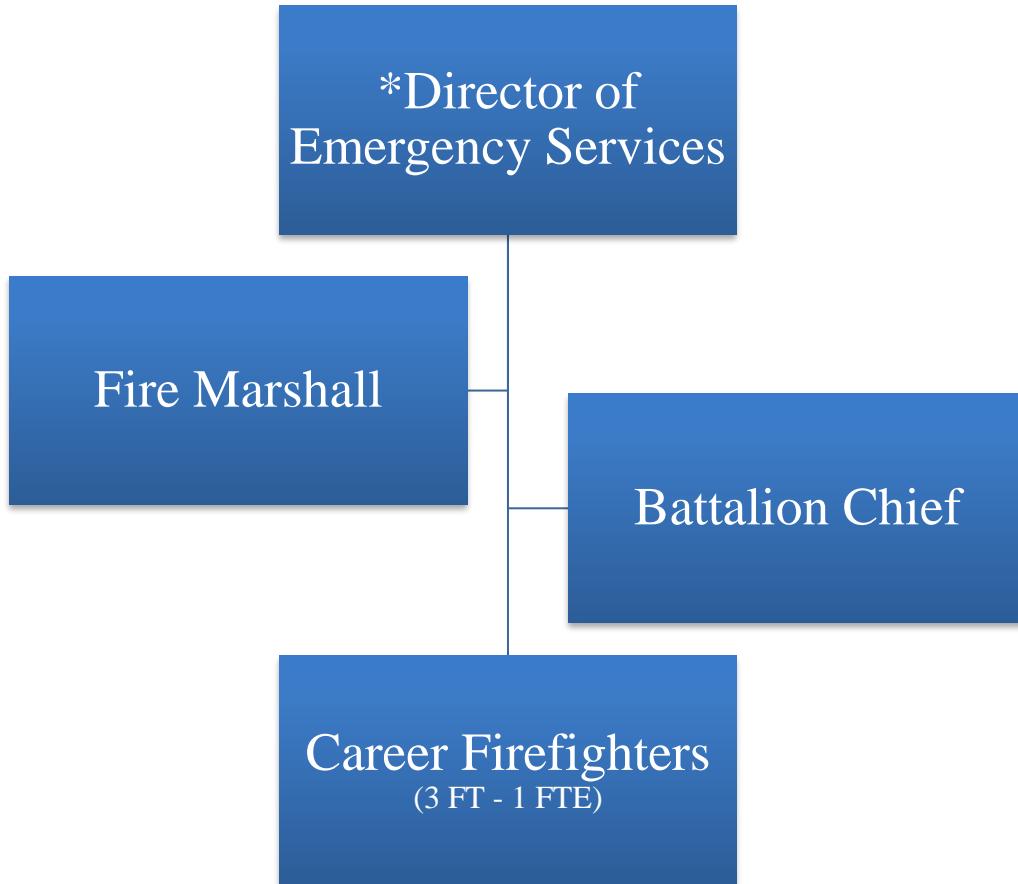 *Director of
Emergency Services
Fire Marshall
Battalion Chief
Career Firefighters
(3 FT - 1 FTE)